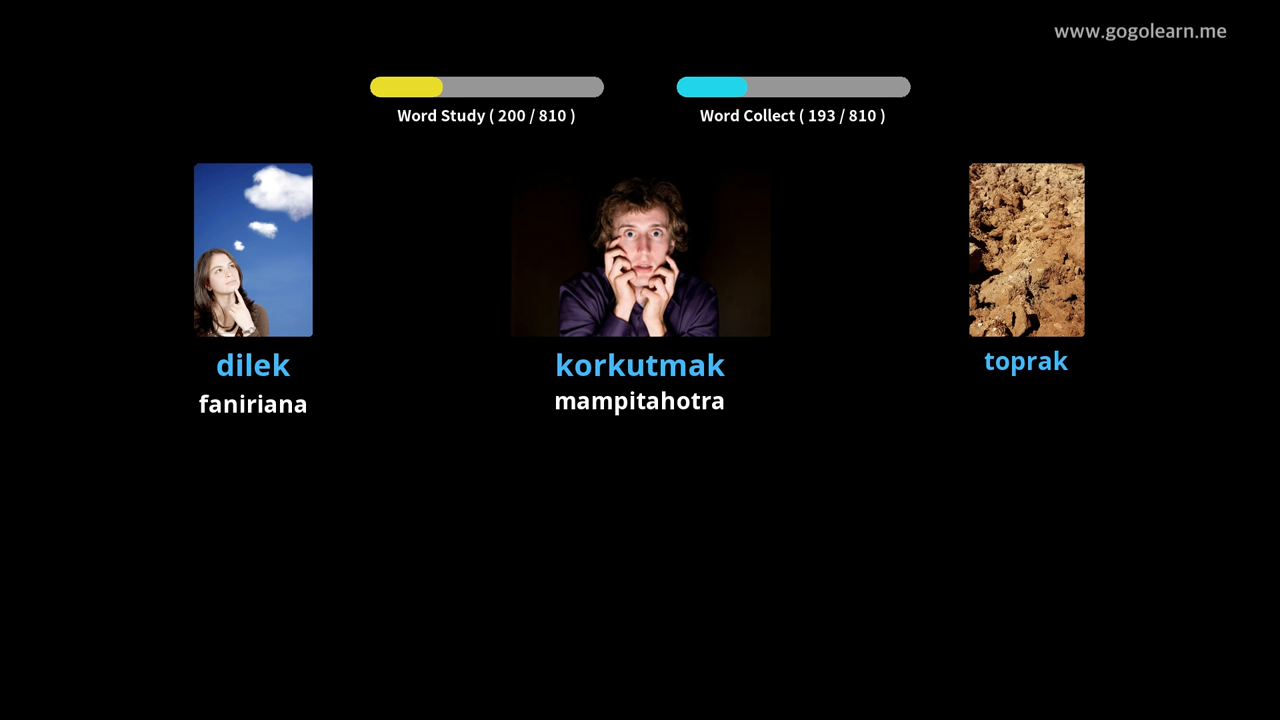 www.gogolearn.me
Word Study ( 200 / 810 )
Word Collect ( 193 / 810 )
dilek
korkutmak
toprak
faniriana
mampitahotra